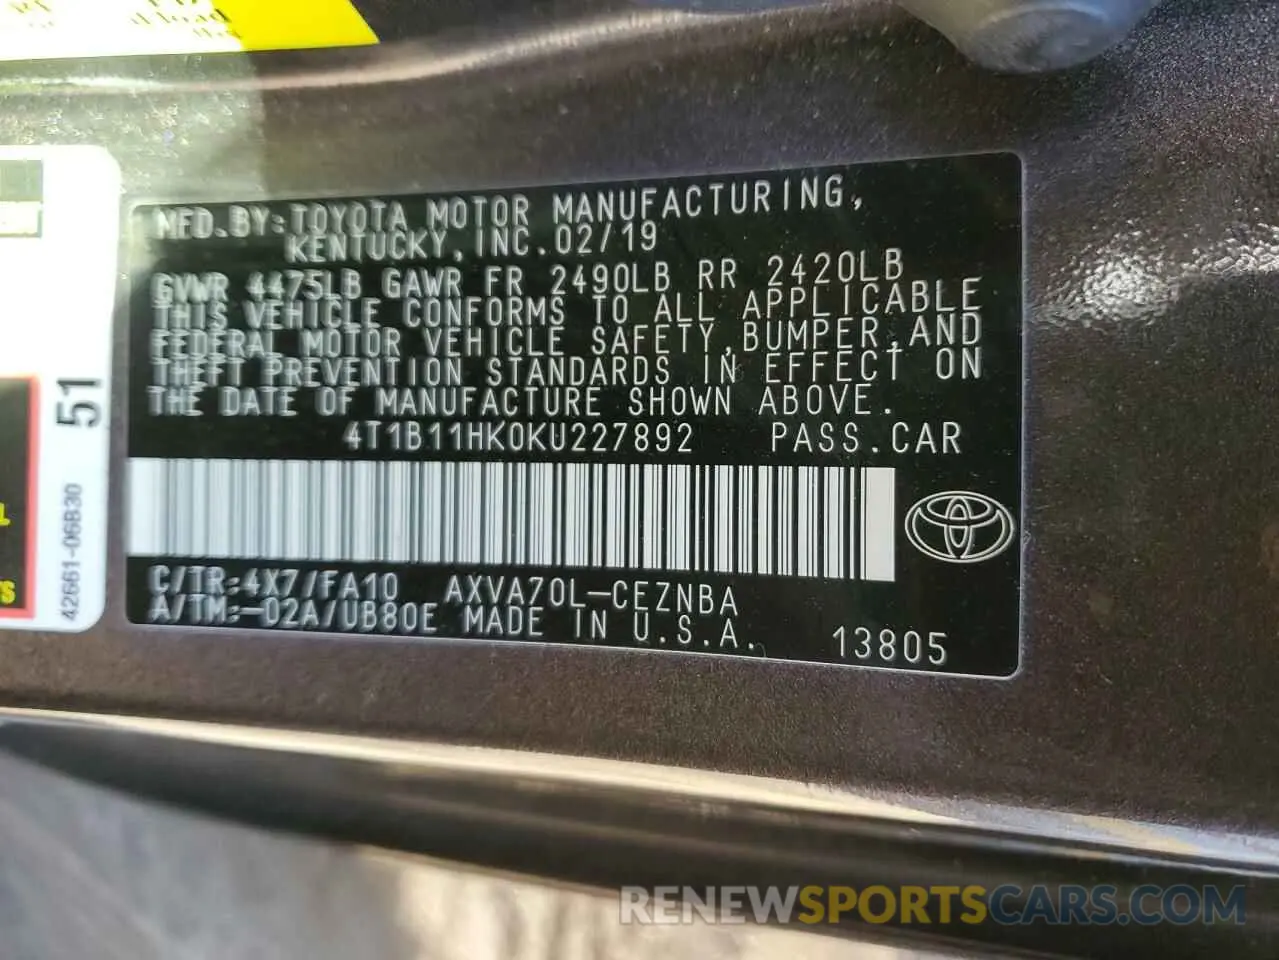 MFD.BY:TOYOTA MOTOR MANUFACTURING,
KENTUCKY,INC.02/19
GVWR 4475LB GAWR FR 2490LB RR 2420LB
THIS VEHICLE CONFORMS TO ALL APPLICABLE
FEDERAL MOTOR VEHICLE SAFETY,BUMPER,AND
THEFT PREVENTION STANDARDS IN EFFECT ON
THE DATE OF MANUFACTURE SHOWN ABOVE.
4T1B11HK0KU227892 PASS.CAR
C/TR:4X7/FA10 AXVA70L-CEZNBA
A/TM:-02A/UB80E MADE IN U.S.A.
13805
51
42661-06B30
RENEWSPORTSCARS.COM